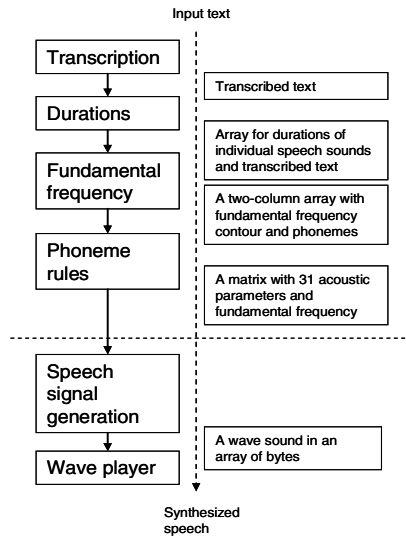 Input text
Transcription
Transcribed text
Durations
Array for durations of
individual speech sounds
and transcribed text
Fundamental
frequency
A two-column array with
fundamental frequency
contour and phonemes
Phoneme
rules
A matrix with 31 acoustic
parameters and
fundamental frequency
Speech
signal
generation
A wave sound in an
array of bytes
Wave player
Synthesized
speech